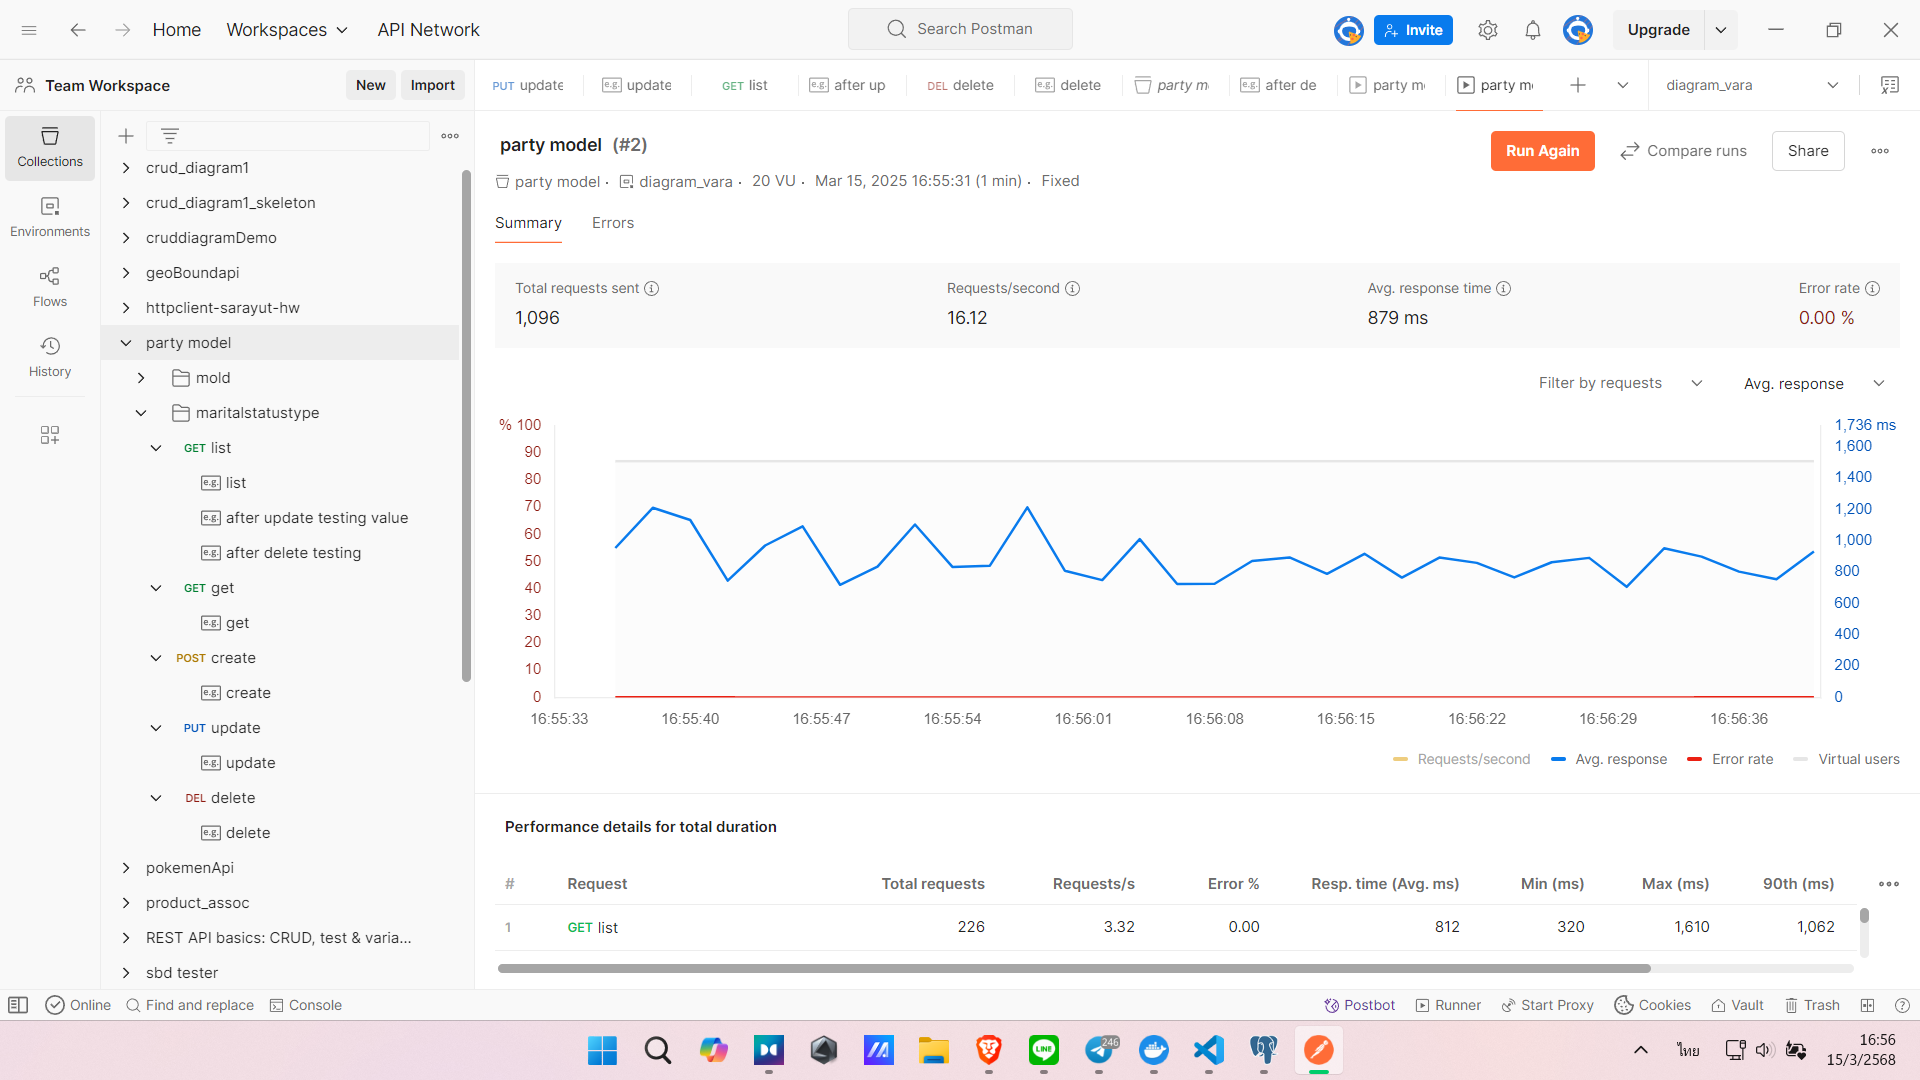 Home
Workspaces
API Network
Search Postman
Invite
Upgrade
Team Workspace
New
Import
PUT update
e.g. update
GET list
e.g. after up
DEL delete
e.g. delete
party m
e.g. after de
party m
party m
diagram_vara
Collections
Environments
Flows
History
crud_diagram1
crud_diagram1_skeleton
cruddiagramDemo
geoBoundapi
httpclient-sarayut-hw
party model
mold
maritalstatustype
GET list
e.g. list
e.g. after update testing value
e.g. after delete testing
GET get
e.g. get
POST create
e.g. create
PUT update
e.g. update
DEL delete
e.g. delete
pokemenApi
product_assoc
REST API basics: CRUD, test & varia...
sbd tester
party model (#2)
Run Again
Compare runs
Share
party model · diagram_vara · 20 VU · Mar 15, 2025 16:55:31 (1 min) · Fixed
Summary
Errors
Total requests sent
1,096
Requests/second
16.12
Avg. response time
879 ms
Error rate
0.00 %
Filter by requests
Avg. response
% 100
90
80
70
60
50
40
30
20
10
0
1,736 ms
1,600
1,400
1,200
1,000
800
600
400
200
0
16:55:33 16:55:40 16:55:47 16:55:54 16:56:01 16:56:08 16:56:15 16:56:22 16:56:29 16:56:36
Requests/second Avg. response Error rate Virtual users
Performance details for total duration
# Request Total requests Requests/s Error % Resp. time (Avg. ms) Min (ms) Max (ms) 90th (ms)
1 GET list 226 3.32 0.00 812 320 1,610 1,062
Online
Find and replace
Console
Postbot
Runner
Start Proxy
Cookies
Vault
Trash
LINE
246
ไทย
16:56
15/3/2568